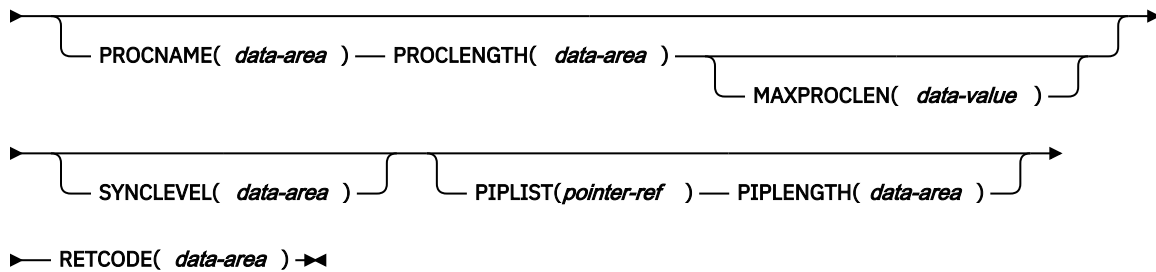 PROCNAME( data-area ) PROCLENGTH( data-area )
MAXPROCLEN( data-value )
SYNCLEVEL( data-area ) PIPLIST(pointer-ref ) PIPLENGTH( data-area )
RETCODE( data-area )